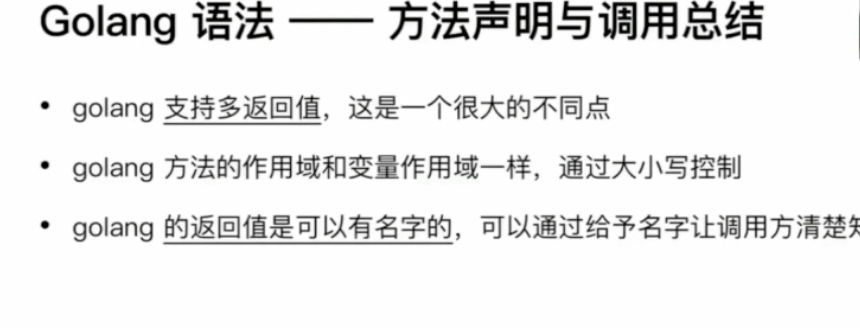 Golang 语法 —— 方法声明与调用总结
golang 支持多返回值，这是一个很大的不同点
golang 方法的作用域和变量作用域一样，通过大小写控制
golang 的返回值是可以有名字的，可以通过给予名字让调用方清楚